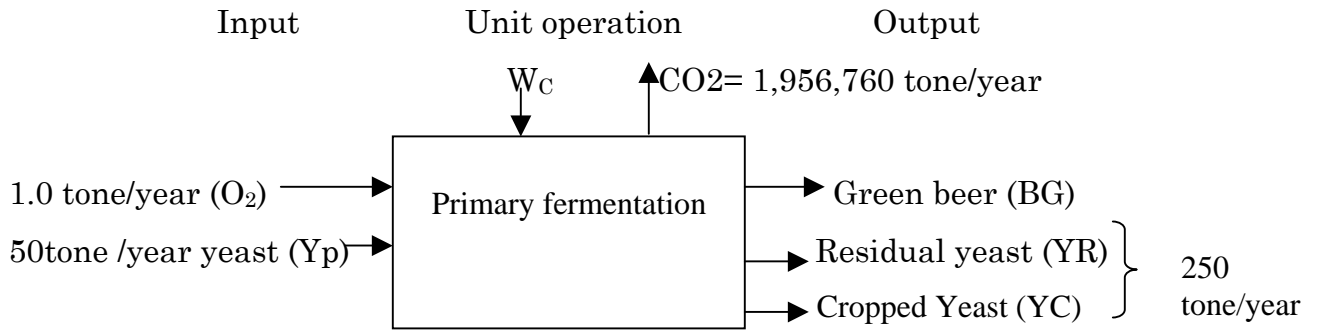 Input Unit operation Output
W_C CO2= 1,956,760 tone/year
1.0 tone/year (O₂) Primary fermentation Green beer (BG)
50tone /year yeast (Yp) Residual yeast (YR) 250
Cropped Yeast (YC) tone/year